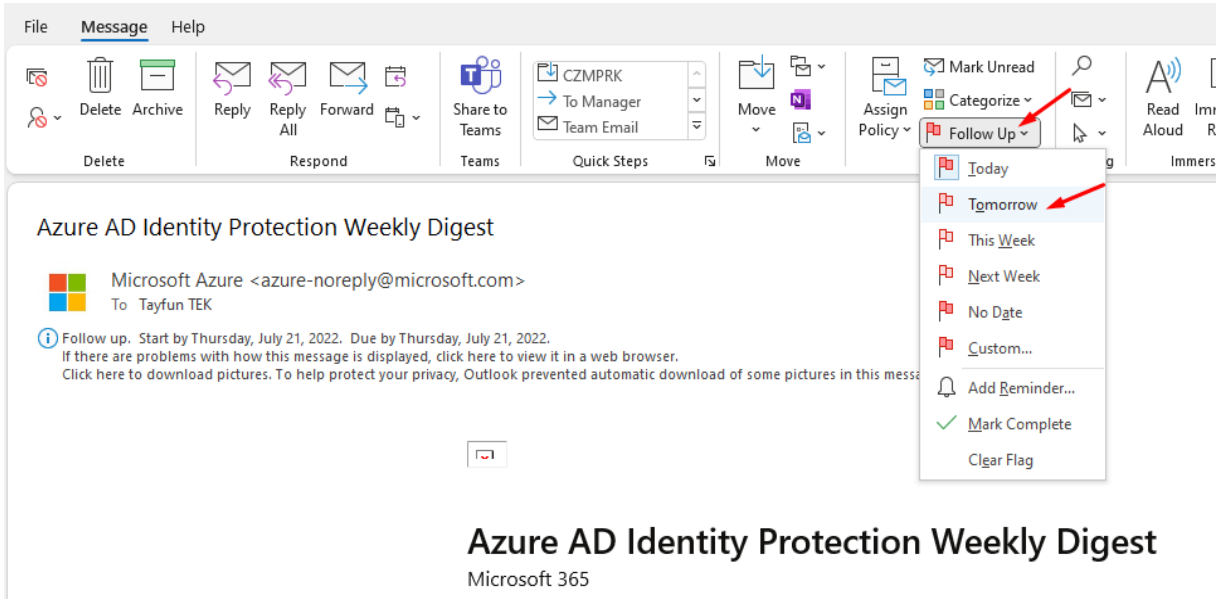 File Message Help
Delete Archive
Reply
Reply All
Forward
Share to Teams
CZMPRK
To Manager
Team Email
Move
Assign Policy
Mark Unread
Categorize
Follow Up
Read Aloud
Delete
Respond
Teams
Quick Steps
Move
Today
Tomorrow
This Week
Next Week
No Date
Custom...
Add Reminder...
Mark Complete
Clear Flag
Azure AD Identity Protection Weekly Digest
Microsoft Azure <azure-noreply@microsoft.com>
To Tayfun TEK
Follow up. Start by Thursday, July 21, 2022. Due by Thursday, July 21, 2022.
If there are problems with how this message is displayed, click here to view it in a web browser.
Click here to download pictures. To help protect your privacy, Outlook prevented automatic download of some pictures in this
Azure AD Identity Protection Weekly Digest
Microsoft 365